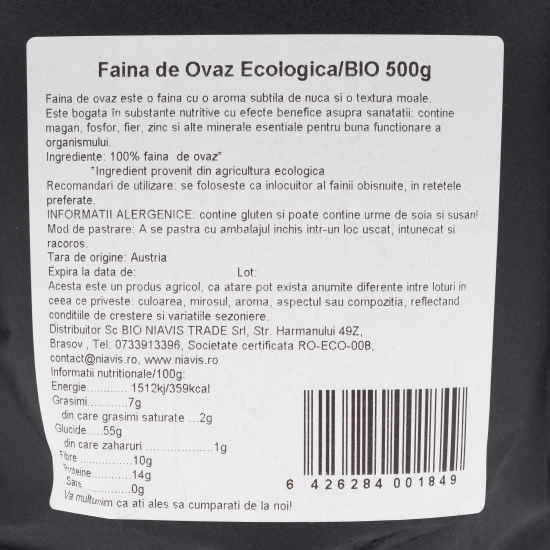 Faina de Ovaz Ecologica/BIO 500g
Faina de ovaz este o faina cu o aroma subtila de nuca si o textura moale.
Este bogata în substante nutritive cu efecte benefice asupra sanatatii: contine
magan, fosfor, fier, zinc si alte minerale esentiale pentru buna functionare a
organismului.
Ingrediente: 100% faina de ovaz*
*Ingredient provenit din agricultura ecologica
Recomandari de utilizare: se foloseste ca inlocuitor al fainii obisnuite, in retetele
preferate.
INFORMATII ALERGENICE: contine gluten si poate contine urme de soia si susan!
Mod de pastrare: A se pastra cu ambalajul inchis intr-un loc uscat, intunecat si
racoros.
Tara de origine: Austria
Expira la data de: Lot:
Acesta este un produs agricol, ca atare pot exista anumite diferente intre loturi in
ceea ce priveste: culoarea, mirosul, aroma, aspectul sau compozitia, reflectand
conditiile de crestere si variatiile sezoniere.
Distribuitor Sc BIO NIAVIS TRADE Srl, Str. Harmanului 49Z,
Brasov , Tel: 0733913396, Societate certificata RO-ECO-008,
contact@niavis.ro, www.niavis.ro
Informatii nutritionale/100g:
Energie............ 1512kj/359kcal
Grasimi...........7g
din care grasimi saturate ...2g
Glucide.....55g
din care zaharuri ....................1g
Fibre ................10g
Proteine............14g
Sare................0g
Va multumim ca ati ales sa cumparati de la noi!
6 426284 001849